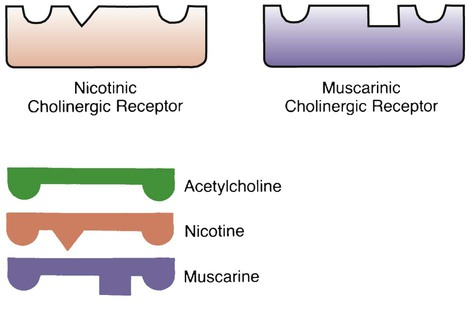 Nicotinic
Cholinergic Receptor
Muscarinic
Cholinergic Receptor
Acetylcholine
Nicotine
Muscarine